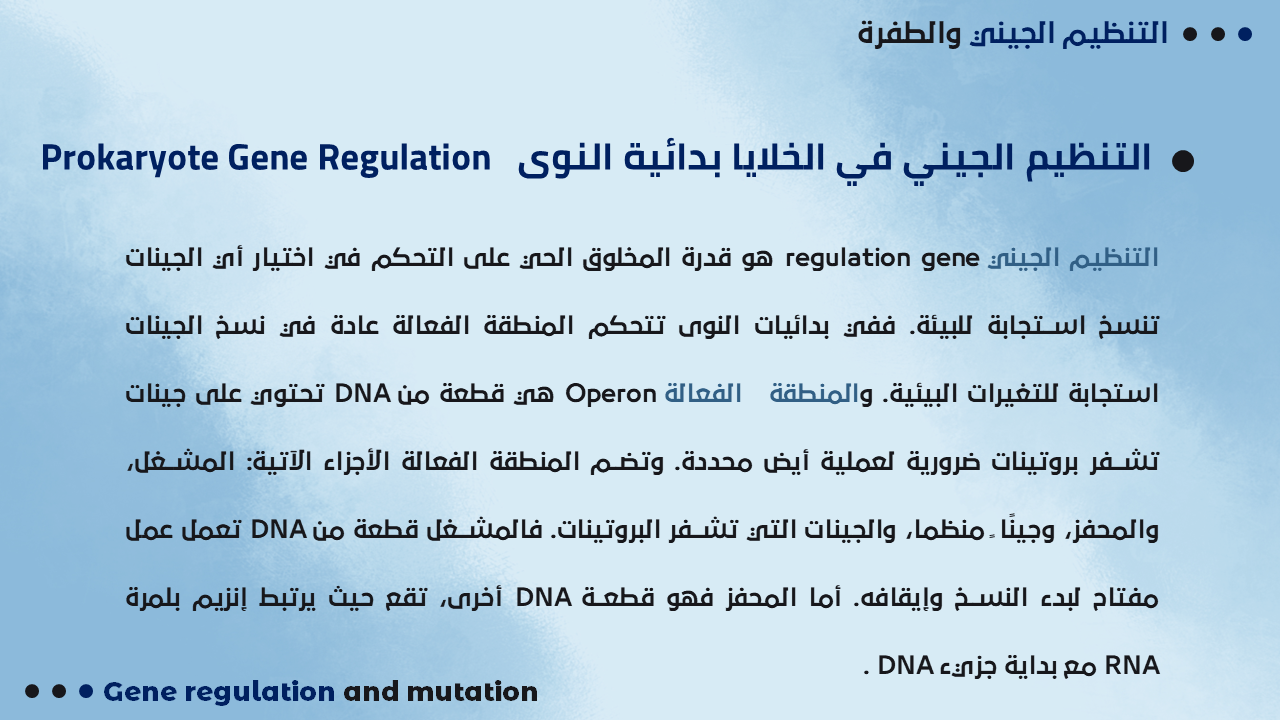 التنظيم الجيني والطفرة
التنظيم الجيني في الخلايا بدائية النوى Prokaryote Gene Regulation
التنظيم الجيني regulation gene هو قدرة المخلوق الحي على التحكم في اختيار أي الجينات
تنسخ استجابة للبيئة. ففي بدائيات النوى تتحكم المنطقة الفعالة عادة في نسخ الجينات
استجابة للتغيرات البيئية. والمنطقة الفعالة Operon هي قطعة من DNA تحتوي على جينات
تشفر بروتينات ضرورية لعملية أيض محددة. وتضم المنطقة الفعالة الأجزاء الآتية: المشغل،
والمحفز، وجينًا ً منظما، والجينات التي تشفر البروتينات. فالمشغل قطعة من DNA تعمل عمل
مفتاح لبدء النسخ وإيقافه. أما المحفز فهو قطعة DNA أخرى، تقع حيث يرتبط إنزيم بلمرة
RNA مع بداية جزيء DNA .
Gene regulation and mutation